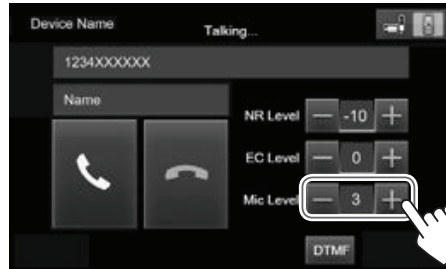 Device Name
Talking...
1234XXXXXX
Name
NR Level — -10 +
EC Level — 0 +
Mic Level — 3 +
DTMF